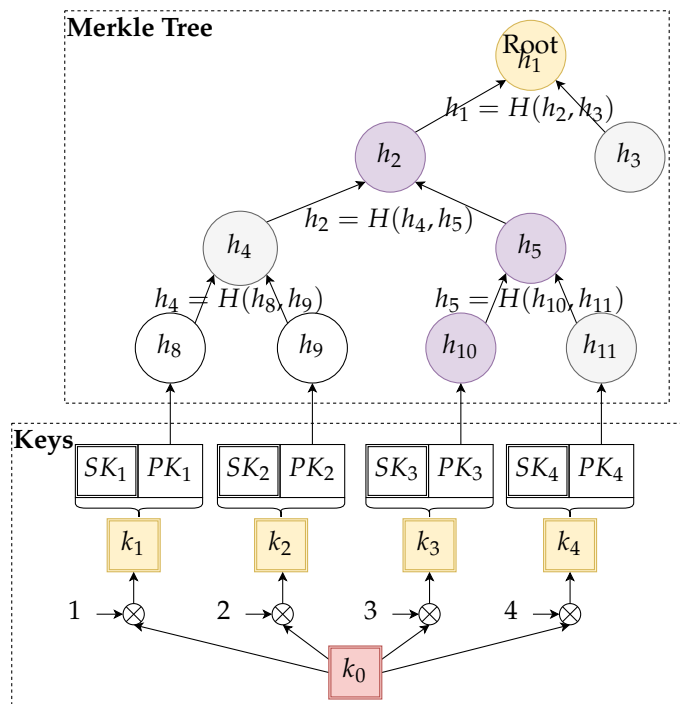 Merkle Tree
Root
h₁
h₁ = H(h₂, h₃)
h₂
h₃
h₂ = H(h₄, h₅)
h₄
h₅
h₄ = H(h₈, h₉)
h₅ = H(h₁₀, h₁₁)
h₈
h₉
h₁₀
h₁₁
Keys
SK₁ PK₁ SK₂ PK₂ SK₃ PK₃ SK₄ PK₄
k₁ k₂ k₃ k₄
1 2 3 4
k₀